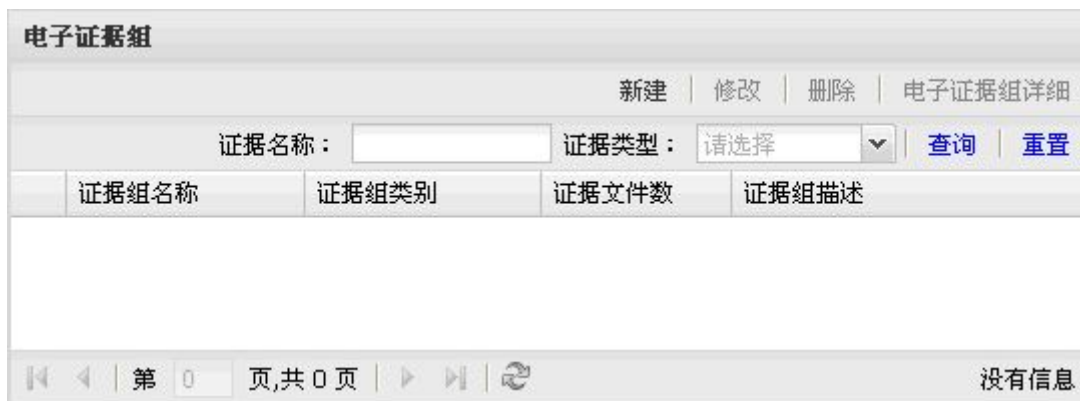 电子证据组
新建 修改 删除 电子证据组详细
证据名称： 证据类型： 请选择 查询 重置
证据组名称 证据组类别 证据文件数 证据组描述
第 0 页,共 0 页 没有信息